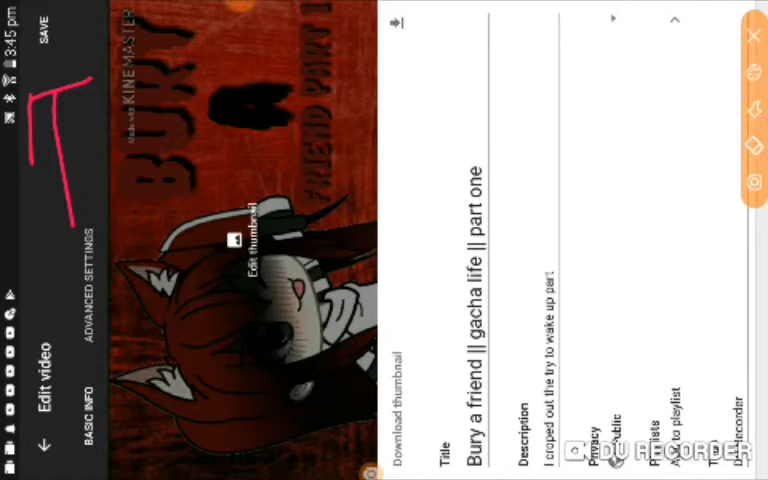 3:45 pm
Edit video
SAVE
BASIC INFO
ADVANCED SETTINGS
Made with KINEMASTER
BURY
A
FRIEND PART 1
Edit thumbnail
Download thumbnail
Title
Bury a friend || gacha life || part one
Description
I croped out the try to wake up part
Privacy
Public
Add to playlist
DU RECORDER